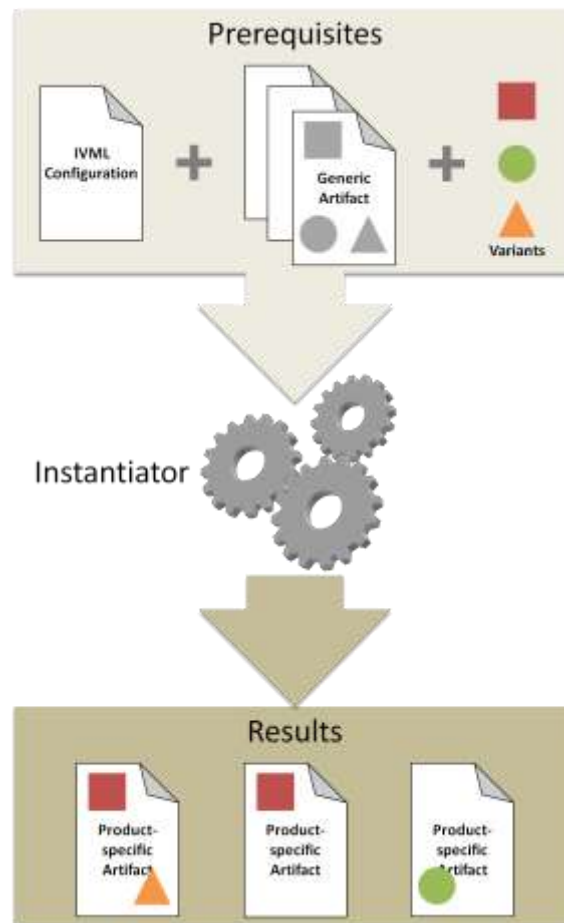 Prerequisites
IVML
Configuration
Generic
Artifact
Variants
Instantiator
Results
Product-
specific
Artifact
Product-
specific
Artifact
Product-
specific
Artifact